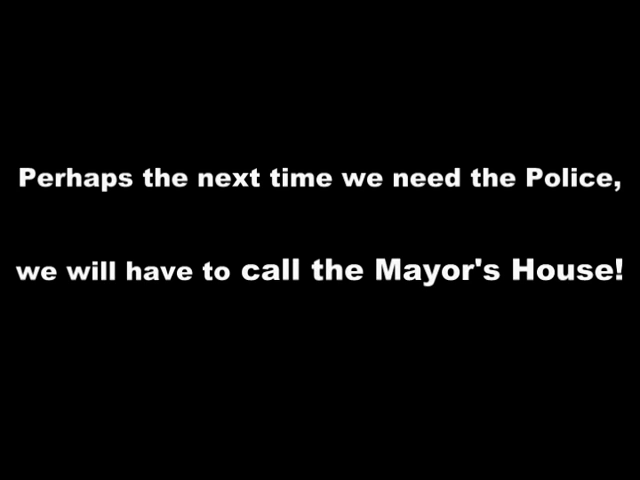 Perhaps the next time we need the Police,
we will have to call the Mayor's House!